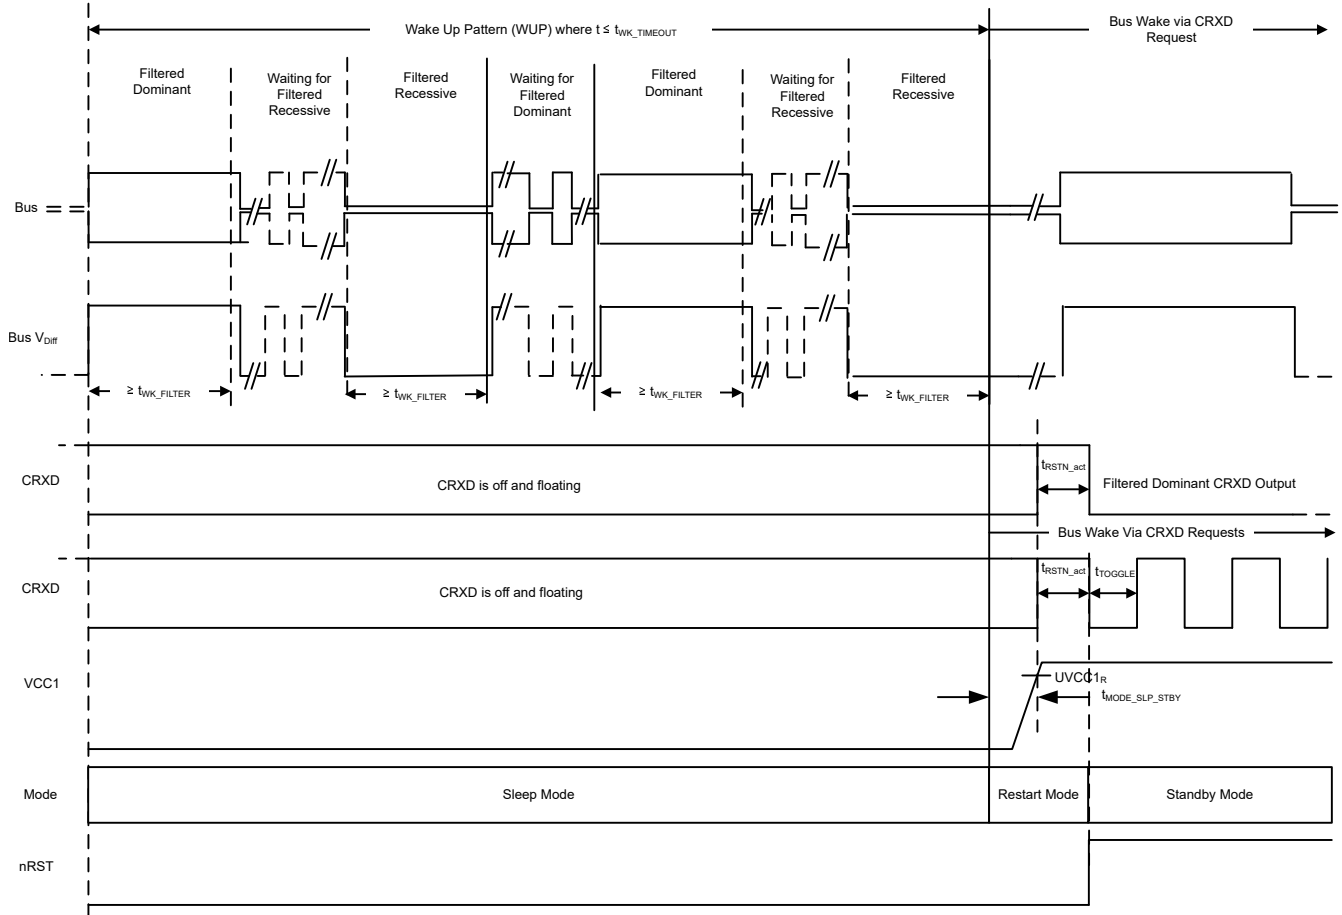 Wake Up Pattern (WUP) where t ≤ tWK_TIMEOUT
Bus Wake via CRXD
Request
Filtered
Dominant
Waiting for
Filtered
Recessive
Filtered
Recessive
Waiting for
Filtered
Dominant
Filtered
Dominant
Waiting for
Filtered
Recessive
Filtered
Recessive
Bus
Bus VDiff
≥ tWK_FILTER
≥ tWK_FILTER
≥ tWK_FILTER
≥ tWK_FILTER
CRXD
CRXD is off and floating
tRSTN_act
Filtered Dominant CRXD Output
Bus Wake Via CRXD Requests
CRXD
CRXD is off and floating
tRSTN_act
tTOGGLE
VCC1
UVCC1R
tMODE_SLP_STBY
Mode
Sleep Mode
Restart Mode
Standby Mode
nRST